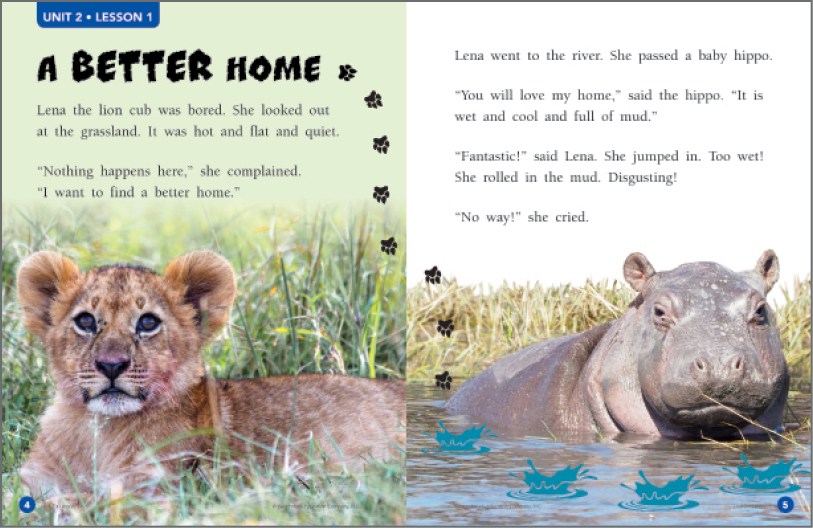 UNIT 2 • LESSON 1
A BETTER HOME
Lena the lion cub was bored. She looked out
at the grassland. It was hot and flat and quiet.
“Nothing happens here,” she complained.
“I want to find a better home.”
4
Lena went to the river. She passed a baby hippo.
“You will love my home,” said the hippo. “It is
wet and cool and full of mud.”
“Fantastic!” said Lena. She jumped in. Too wet!
She rolled in the mud. Disgusting!
“No way!” she cried.
5